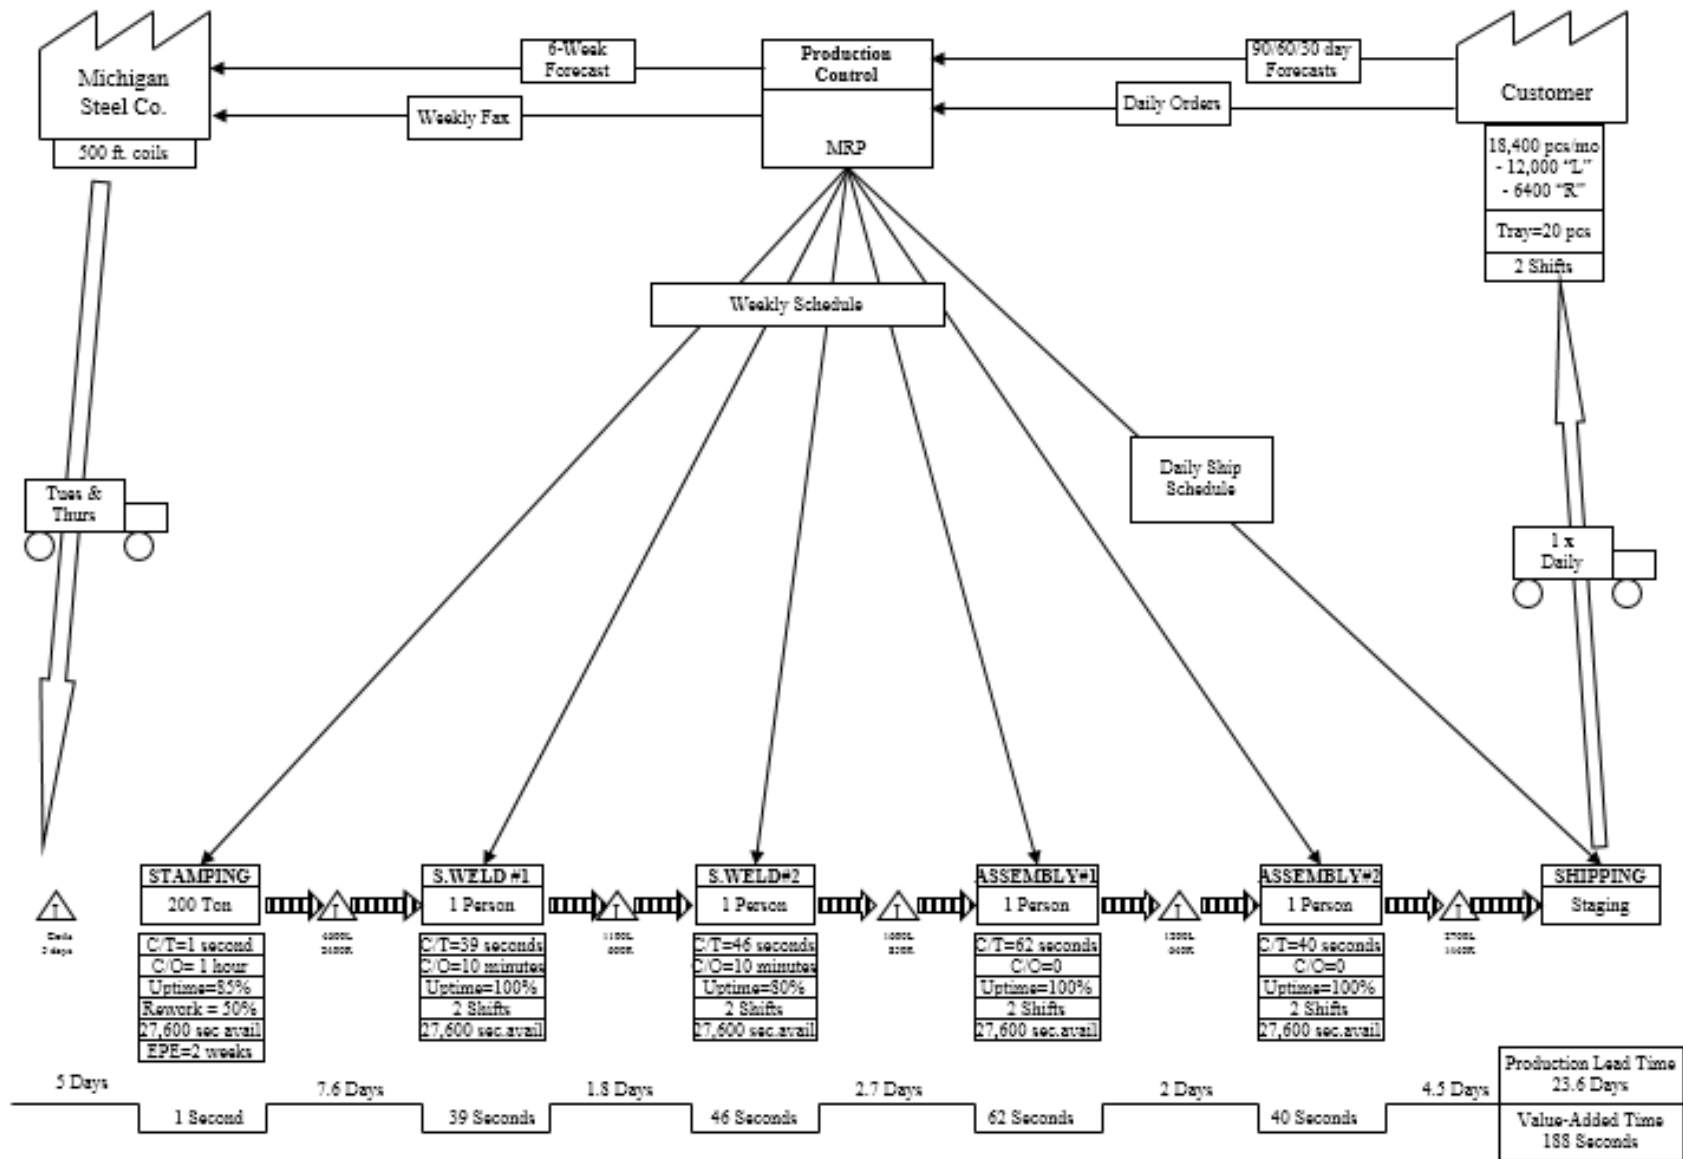 Michigan
Steel Co.
500 ft. coils
6-Week
Forecast
Weekly Fax
Production
Control
MRP
90/60/30 day
Forecasts
Daily Orders
Customer
18,400 pcs/mo
- 12,000 “L”
- 6400 “R”
Tray=20 pcs
2 Shifts
Weekly Schedule
Daily Ship
Schedule
Tues &
Thurs
1 x
Daily
I
5 days
STAMPING
200 Ton
C/T=1 second
C/O= 1 hour
Uptime=85%
Rework = 50%
27,600 sec.avail
EPE=2 weeks
I
S.WELD #1
1 Person
C/T=39 seconds
C/O=10 minutes
Uptime=100%
2 Shifts
27,600 sec.avail
I
S.WELD#2
1 Person
C/T=46 seconds
C/O=10 minutes
Uptime=80%
2 Shifts
27,600 sec.avail
I
ASSEMBLY#1
1 Person
C/T=62 seconds
C/O=0
Uptime=100%
2 Shifts
27,600 sec.avail
I
ASSEMBLY#2
1 Person
C/T=40 seconds
C/O=0
Uptime=100%
2 Shifts
27,600 sec.avail
I
SHIPPING
Staging
5 Days
1 Second
7.6 Days
39 Seconds
1.8 Days
46 Seconds
2.7 Days
62 Seconds
2 Days
40 Seconds
4.5 Days
Production Lead Time
23.6 Days
Value-Added Time
188 Seconds